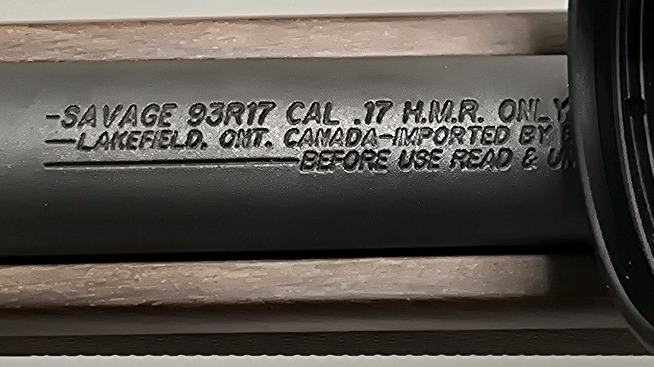 -SAVAGE 93R17 CAL .17 H.M.R. ONLY
-LAKEFIELD, ONT. CANADA-IMPORTED BY
BEFORE USE READ &